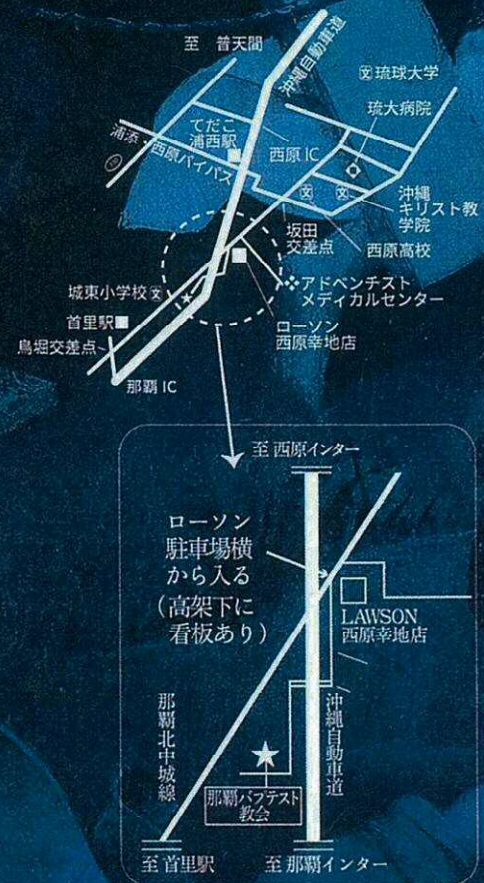 至 普天間
沖縄自動車道
文琉球大学
琉大病院
てだこ
浦西駅
浦添・西原バイパス
西原 IC
文
文
沖縄
キリスト教
学院
坂田
交差点
西原高校
城東小学校文
アドベンチスト
メディカルセンター
首里駅
ローソン
西原幸地店
鳥堀交差点
那覇 IC
至 西原インター
ローソン
駐車場横
から入る
(高架下に
看板あり)
LAWSON
西原幸地店
那覇北中城線
沖縄自動車道
那覇バプテスト
教会
至 首里駅
至 那覇インター